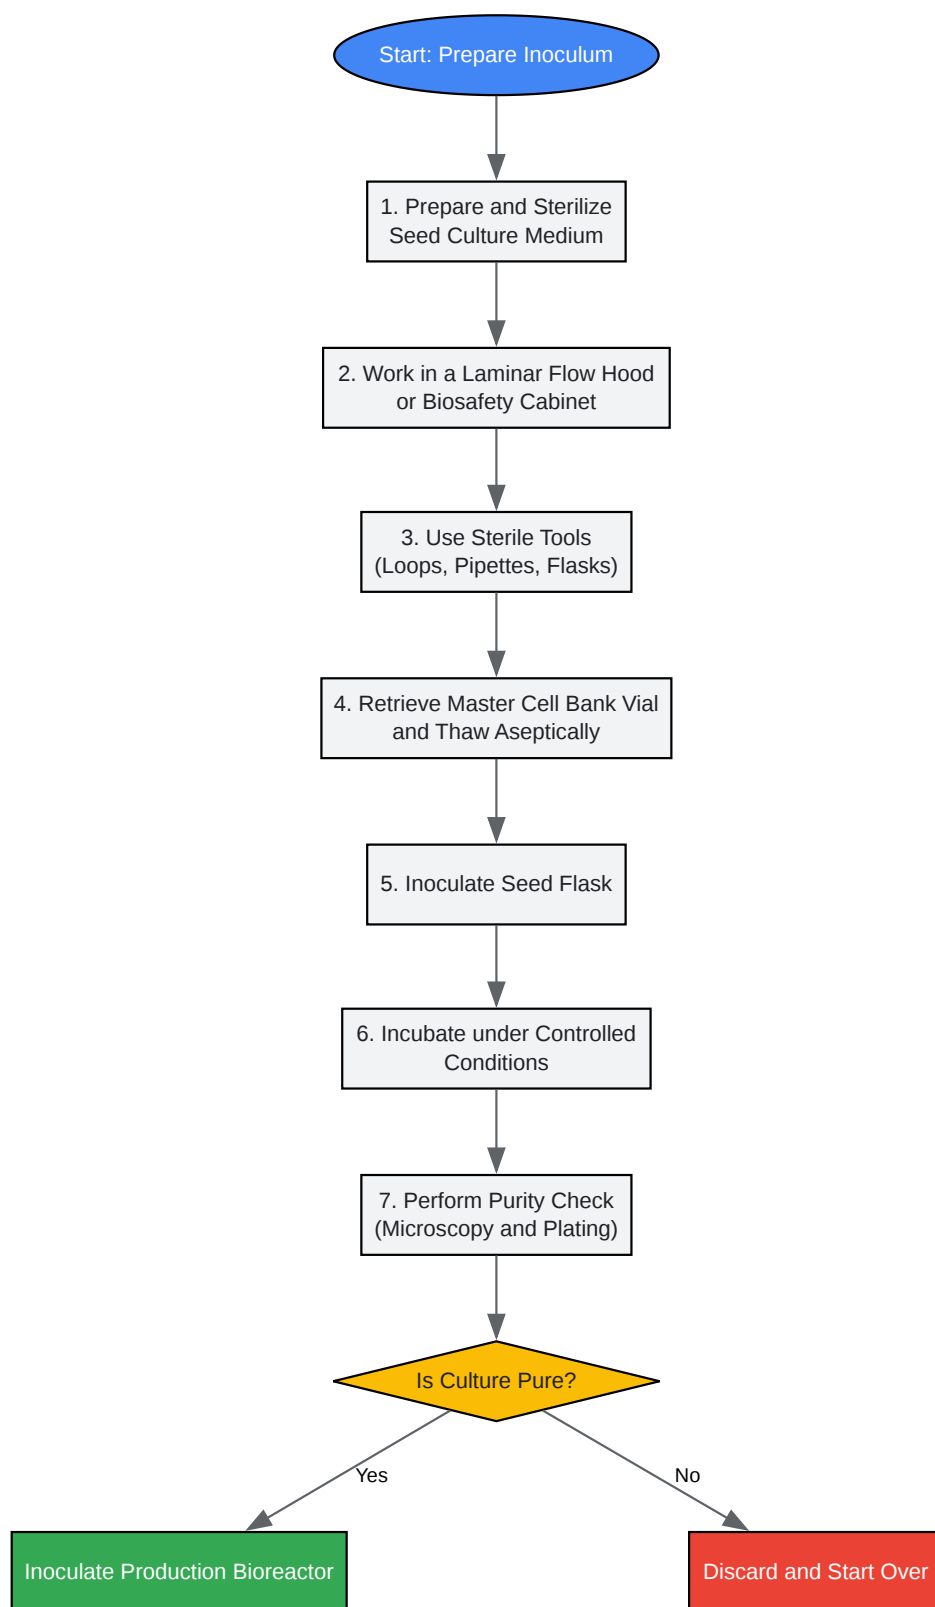 Start: Prepare Inoculum
1. Prepare and Sterilize
Seed Culture Medium
2. Work in a Laminar Flow Hood
or Biosafety Cabinet
3. Use Sterile Tools
(Loops, Pipettes, Flasks)
4. Retrieve Master Cell Bank Vial
and Thaw Aseptically
5. Inoculate Seed Flask
6. Incubate under Controlled
Conditions
7. Perform Purity Check
(Microscopy and Plating)
Is Culture Pure?
Yes
No
Inoculate Production Bioreactor
Discard and Start Over